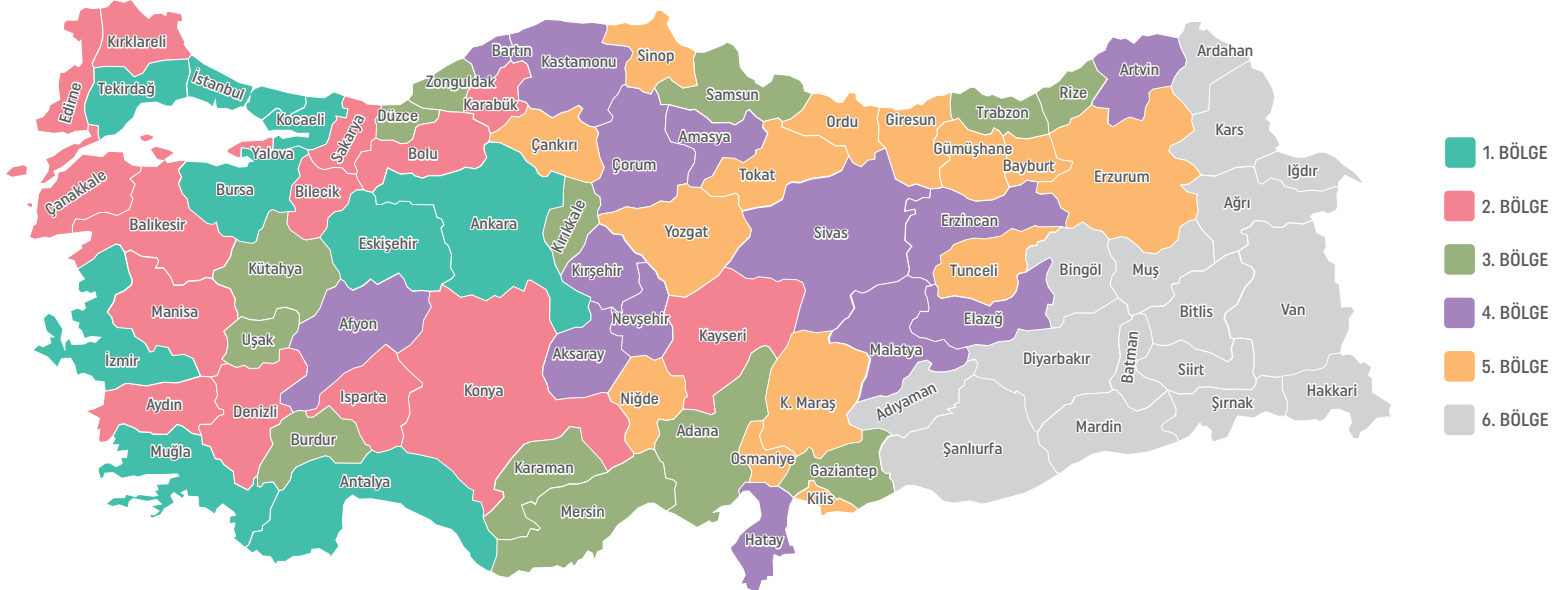 Kırklareli
Edirne
Tekirdağ
İstanbul
Kocaeli
Yalova
Sakarya
Düzce
Zonguldak
Bartın
Karabük
Kastamonu
Sinop
Samsun
Bolu
Çankırı
Çorum
Amasya
Tokat
Ordu
Giresun
Gümüşhane
Bayburt
Trabzon
Rize
Artvin
Ardahan
Kars
Iğdır
Ağrı
Erzurum
Çanakkale
Balıkesir
Bursa
Bilecik
Eskişehir
Ankara
Kırıkkale
Yozgat
Sivas
Erzincan
Tunceli
Bingöl
Muş
Bitlis
Van
Kütahya
Manisa
Uşak
Afyon
Kırşehir
Nevşehir
Aksaray
Kayseri
Malatya
Elazığ
Diyarbakır
Batman
Siirt
Şırnak
Hakkari
İzmir
Aydın
Denizli
Isparta
Konya
Niğde
Adana
K. Maraş
Adıyaman
Şanlıurfa
Mardin
Muğla
Burdur
Antalya
Karaman
Mersin
Osmaniye
Gaziantep
Kilis
Hatay
1. BÖLGE
2. BÖLGE
3. BÖLGE
4. BÖLGE
5. BÖLGE
6. BÖLGE